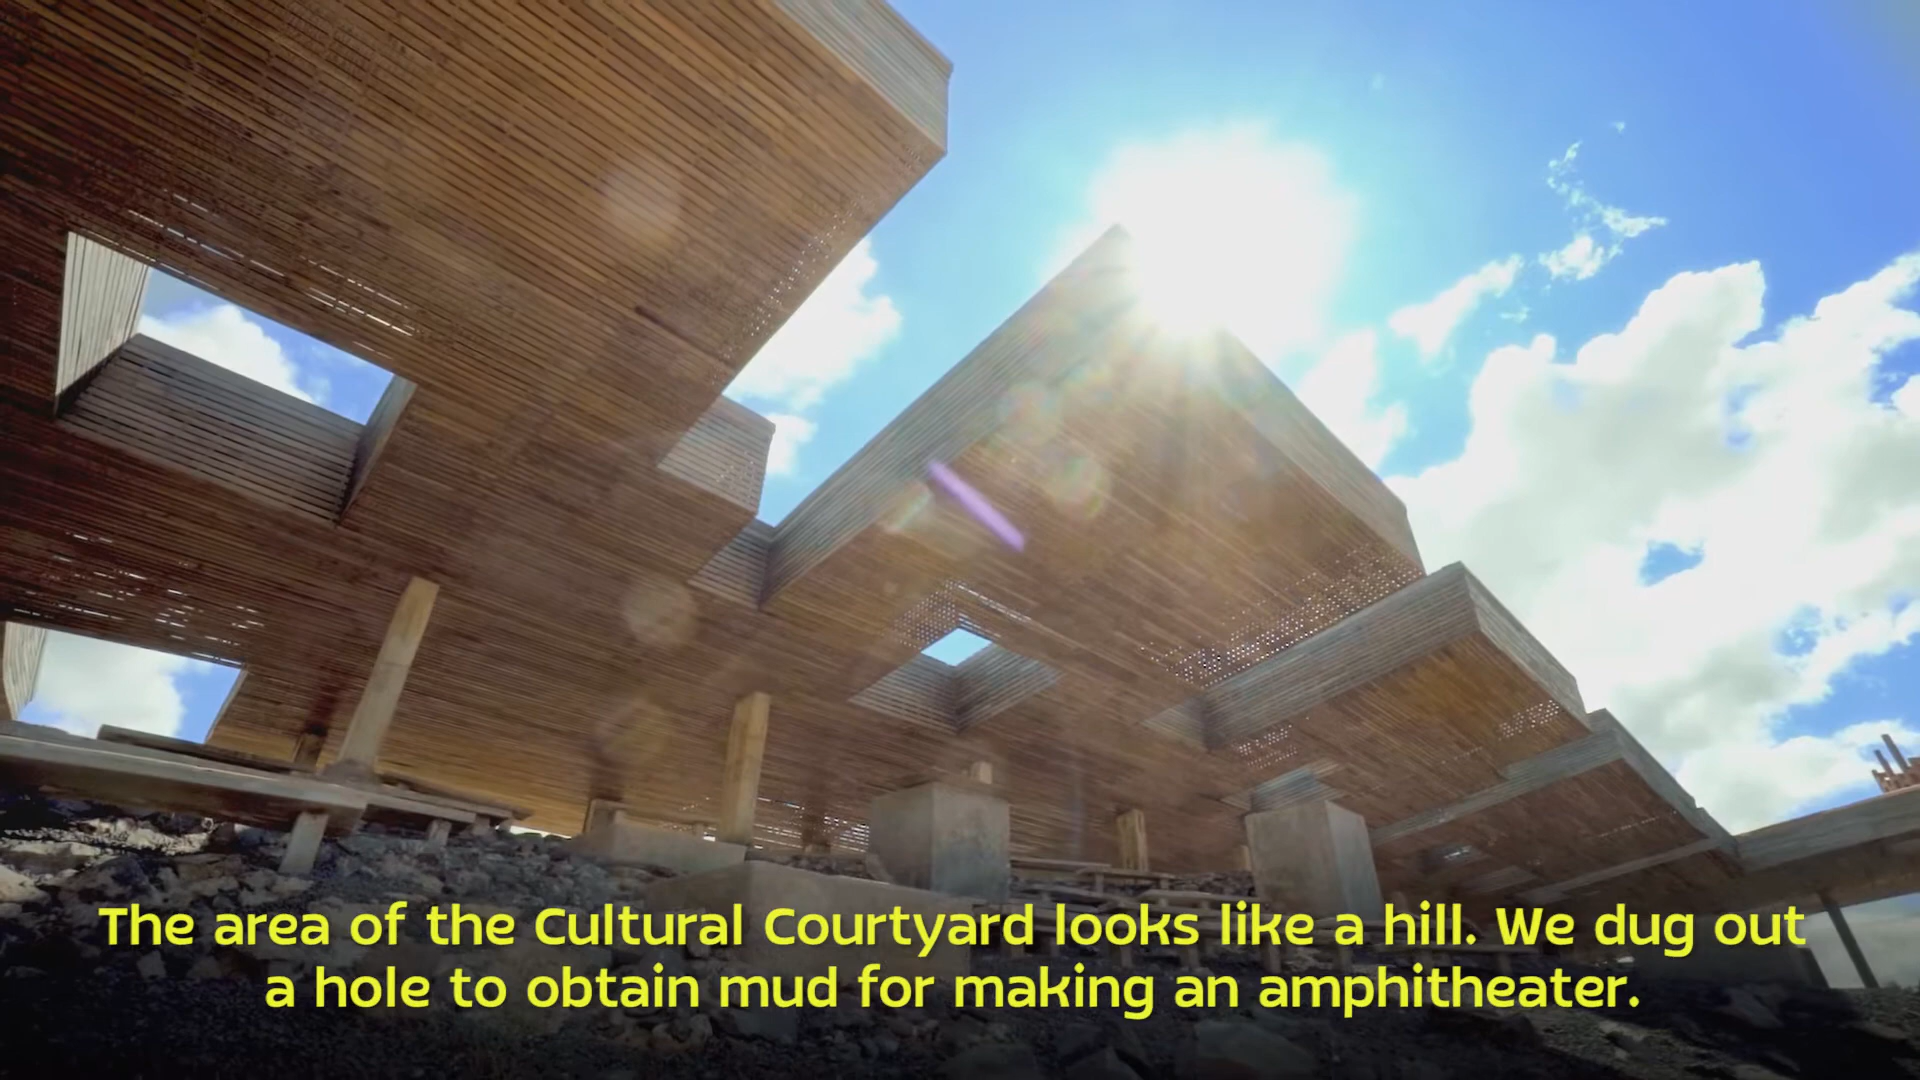 The area of the Cultural Courtyard looks like a hill. We dug out
a hole to obtain mud for making an amphitheater.